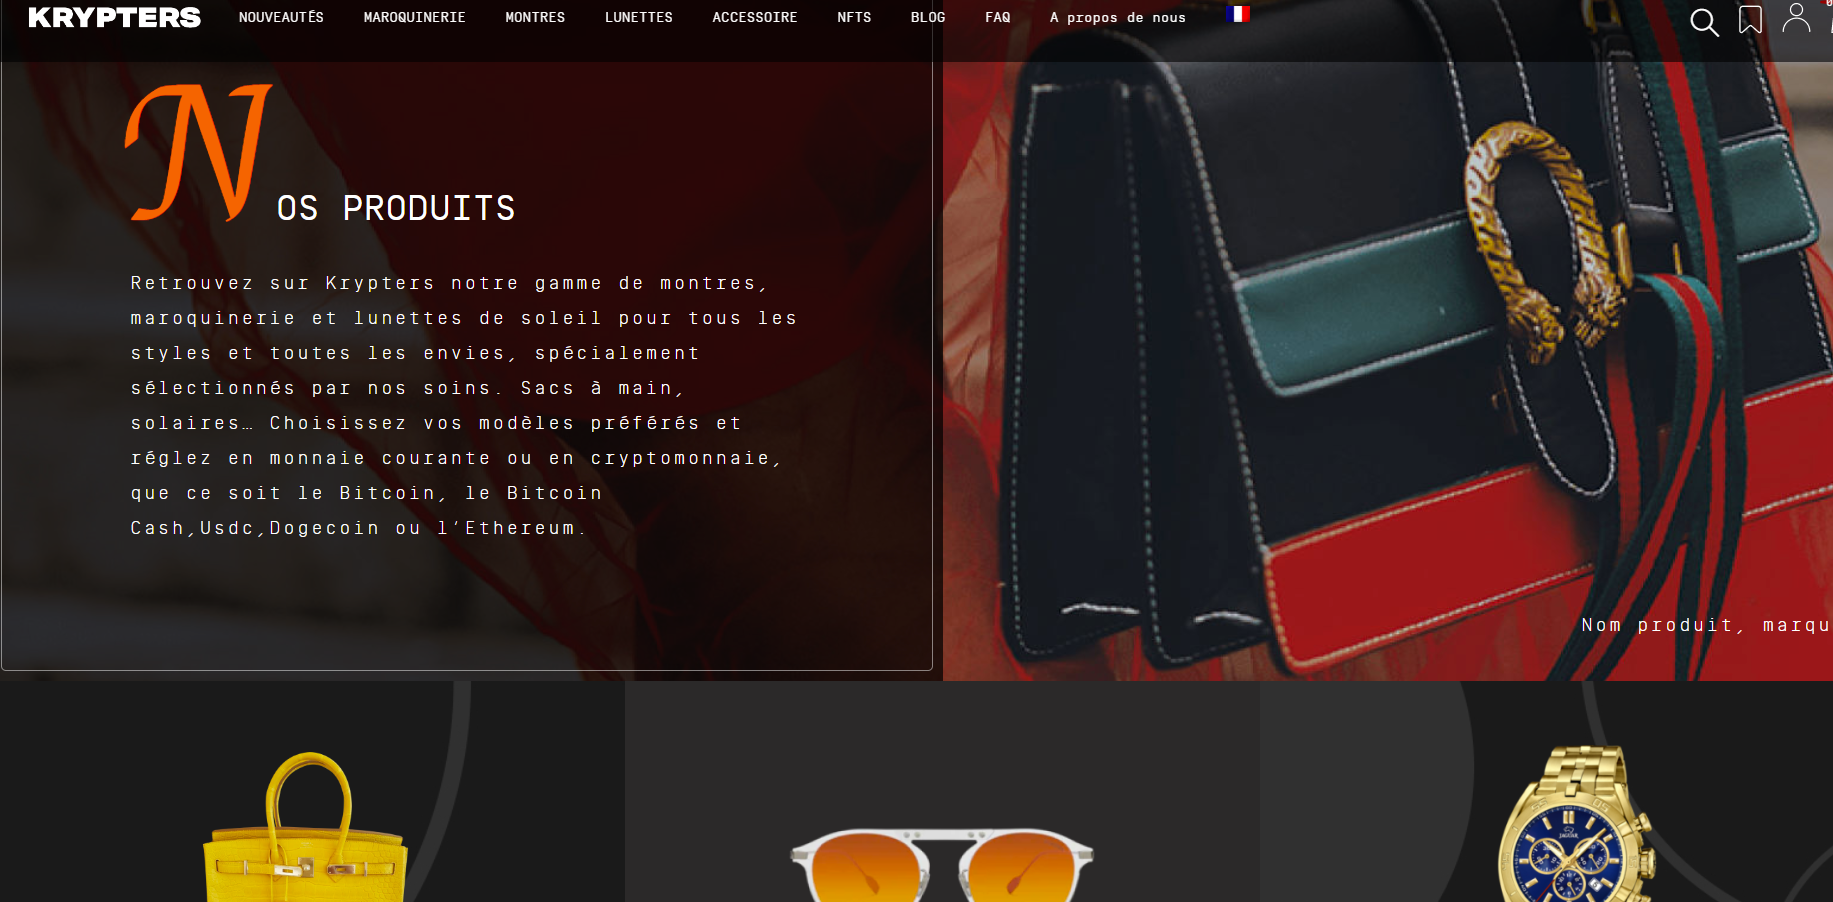 KRYPTERS NOUVEAUTÉS MAROQUINERIE MONTRES LUNETTES ACCESSOIRE NFTS BLOG FAQ A propos de nous
NOS PRODUITS
Retrouvez sur Krypters notre gamme de montres,
maroquinerie et lunettes de soleil pour tous les
styles et toutes les envies, spécialement
sélectionnés par nos soins. Sacs à main,
solaires… Choisissez vos modèles préférés et
réglez en monnaie courante ou en cryptomonnaie,
que ce soit le Bitcoin, le Bitcoin
Cash,Usdc,Dogecoin ou l’Ethereum.
Nom produit, marqu
JAGUAR